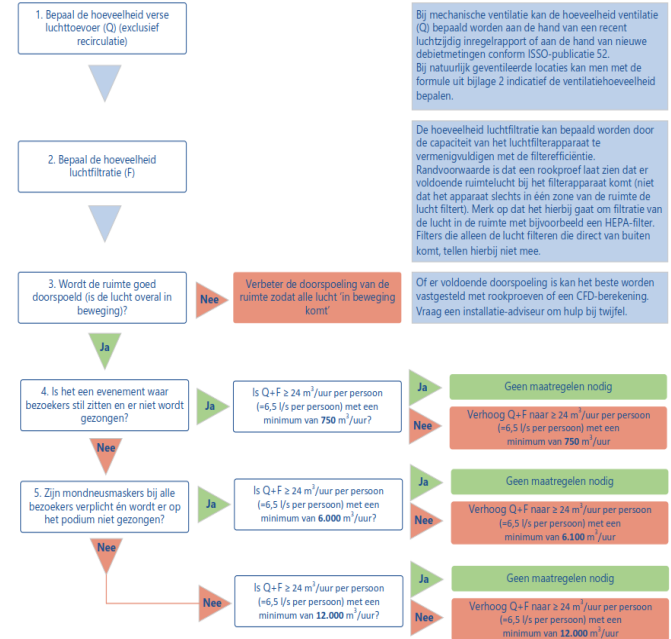 1. Bepaal de hoeveelheid verse
luchttoevoer (Q) (exclusief
recirculatie)
Bij mechanische ventilatie kan de hoeveelheid ventilatie
(Q) bepaald worden aan de hand van een recent
luchtzijdig inregelrapport of aan de hand van nieuwe
debietmetingen conform ISSO-publicatie 52.
Bij natuurlijk geventileerde locaties kan men met de
formule uit bijlage 2 indicatief de ventilatiehoeveelheid
bepalen.
2. Bepaal de hoeveelheid
luchtfiltratie (F)
De hoeveelheid luchtfiltratie kan bepaald worden door
de capaciteit van het luchtfilterapparaat te
vermenigvuldigen met de filterefficiëntie.
Randvoorwaarde is dat een rookproef laat zien dat er
voldoende ruimtelucht bij het filterapparaat komt (niet
dat het apparaat slechts in één zone van de ruimte de
lucht filtert). Merk op dat het hierbij gaat om filtratie van
de lucht in de ruimte met bijvoorbeeld een HEPA-filter.
Filters die alleen de lucht filteren die direct van buiten
komt, tellen hierbij niet mee.
3. Wordt de ruimte goed
doorspoeld (is de lucht overal in
beweging)?
Nee
Verbeter de doorspoeling van de
ruimte zodat alle lucht 'in beweging
komt'
Of er voldoende doorspoeling is kan het beste worden
vastgesteld met rookproeven of een CFD-berekening.
Vraag een installatie-adviseur om hulp bij twijfel.
Ja
4. Is het een evenement waar
bezoekers stil zitten en er niet wordt
gezongen?
Ja
Is Q+F ≥ 24 m³/uur per persoon
(=6,5 l/s per persoon) met een
minimum van 750 m³/uur?
Ja
Geen maatregelen nodig
Nee
Verhoog Q+F naar ≥ 24 m³/uur per persoon
(=6,5 l/s per persoon) met een
minimum van 750 m³/uur
Nee
5. Zijn mondneusmaskers bij alle
bezoekers verplicht én wordt er op
het podium niet gezongen?
Ja
Is Q+F ≥ 24 m³/uur per persoon
(=6,5 l/s per persoon) met een
minimum van 6.000 m³/uur?
Ja
Geen maatregelen nodig
Nee
Verhoog Q+F naar ≥ 24 m³/uur per persoon
(=6,5 l/s per persoon) met een
minimum van 6.100 m³/uur
Nee
Nee
Is Q+F ≥ 24 m³/uur per persoon
(=6,5 l/s per persoon) met een
minimum van 12.000 m³/uur?
Ja
Geen maatregelen nodig
Nee
Verhoog Q+F naar ≥ 24 m³/uur per persoon
(=6,5 l/s per persoon) met een
minimum van 12.000 m³/uur